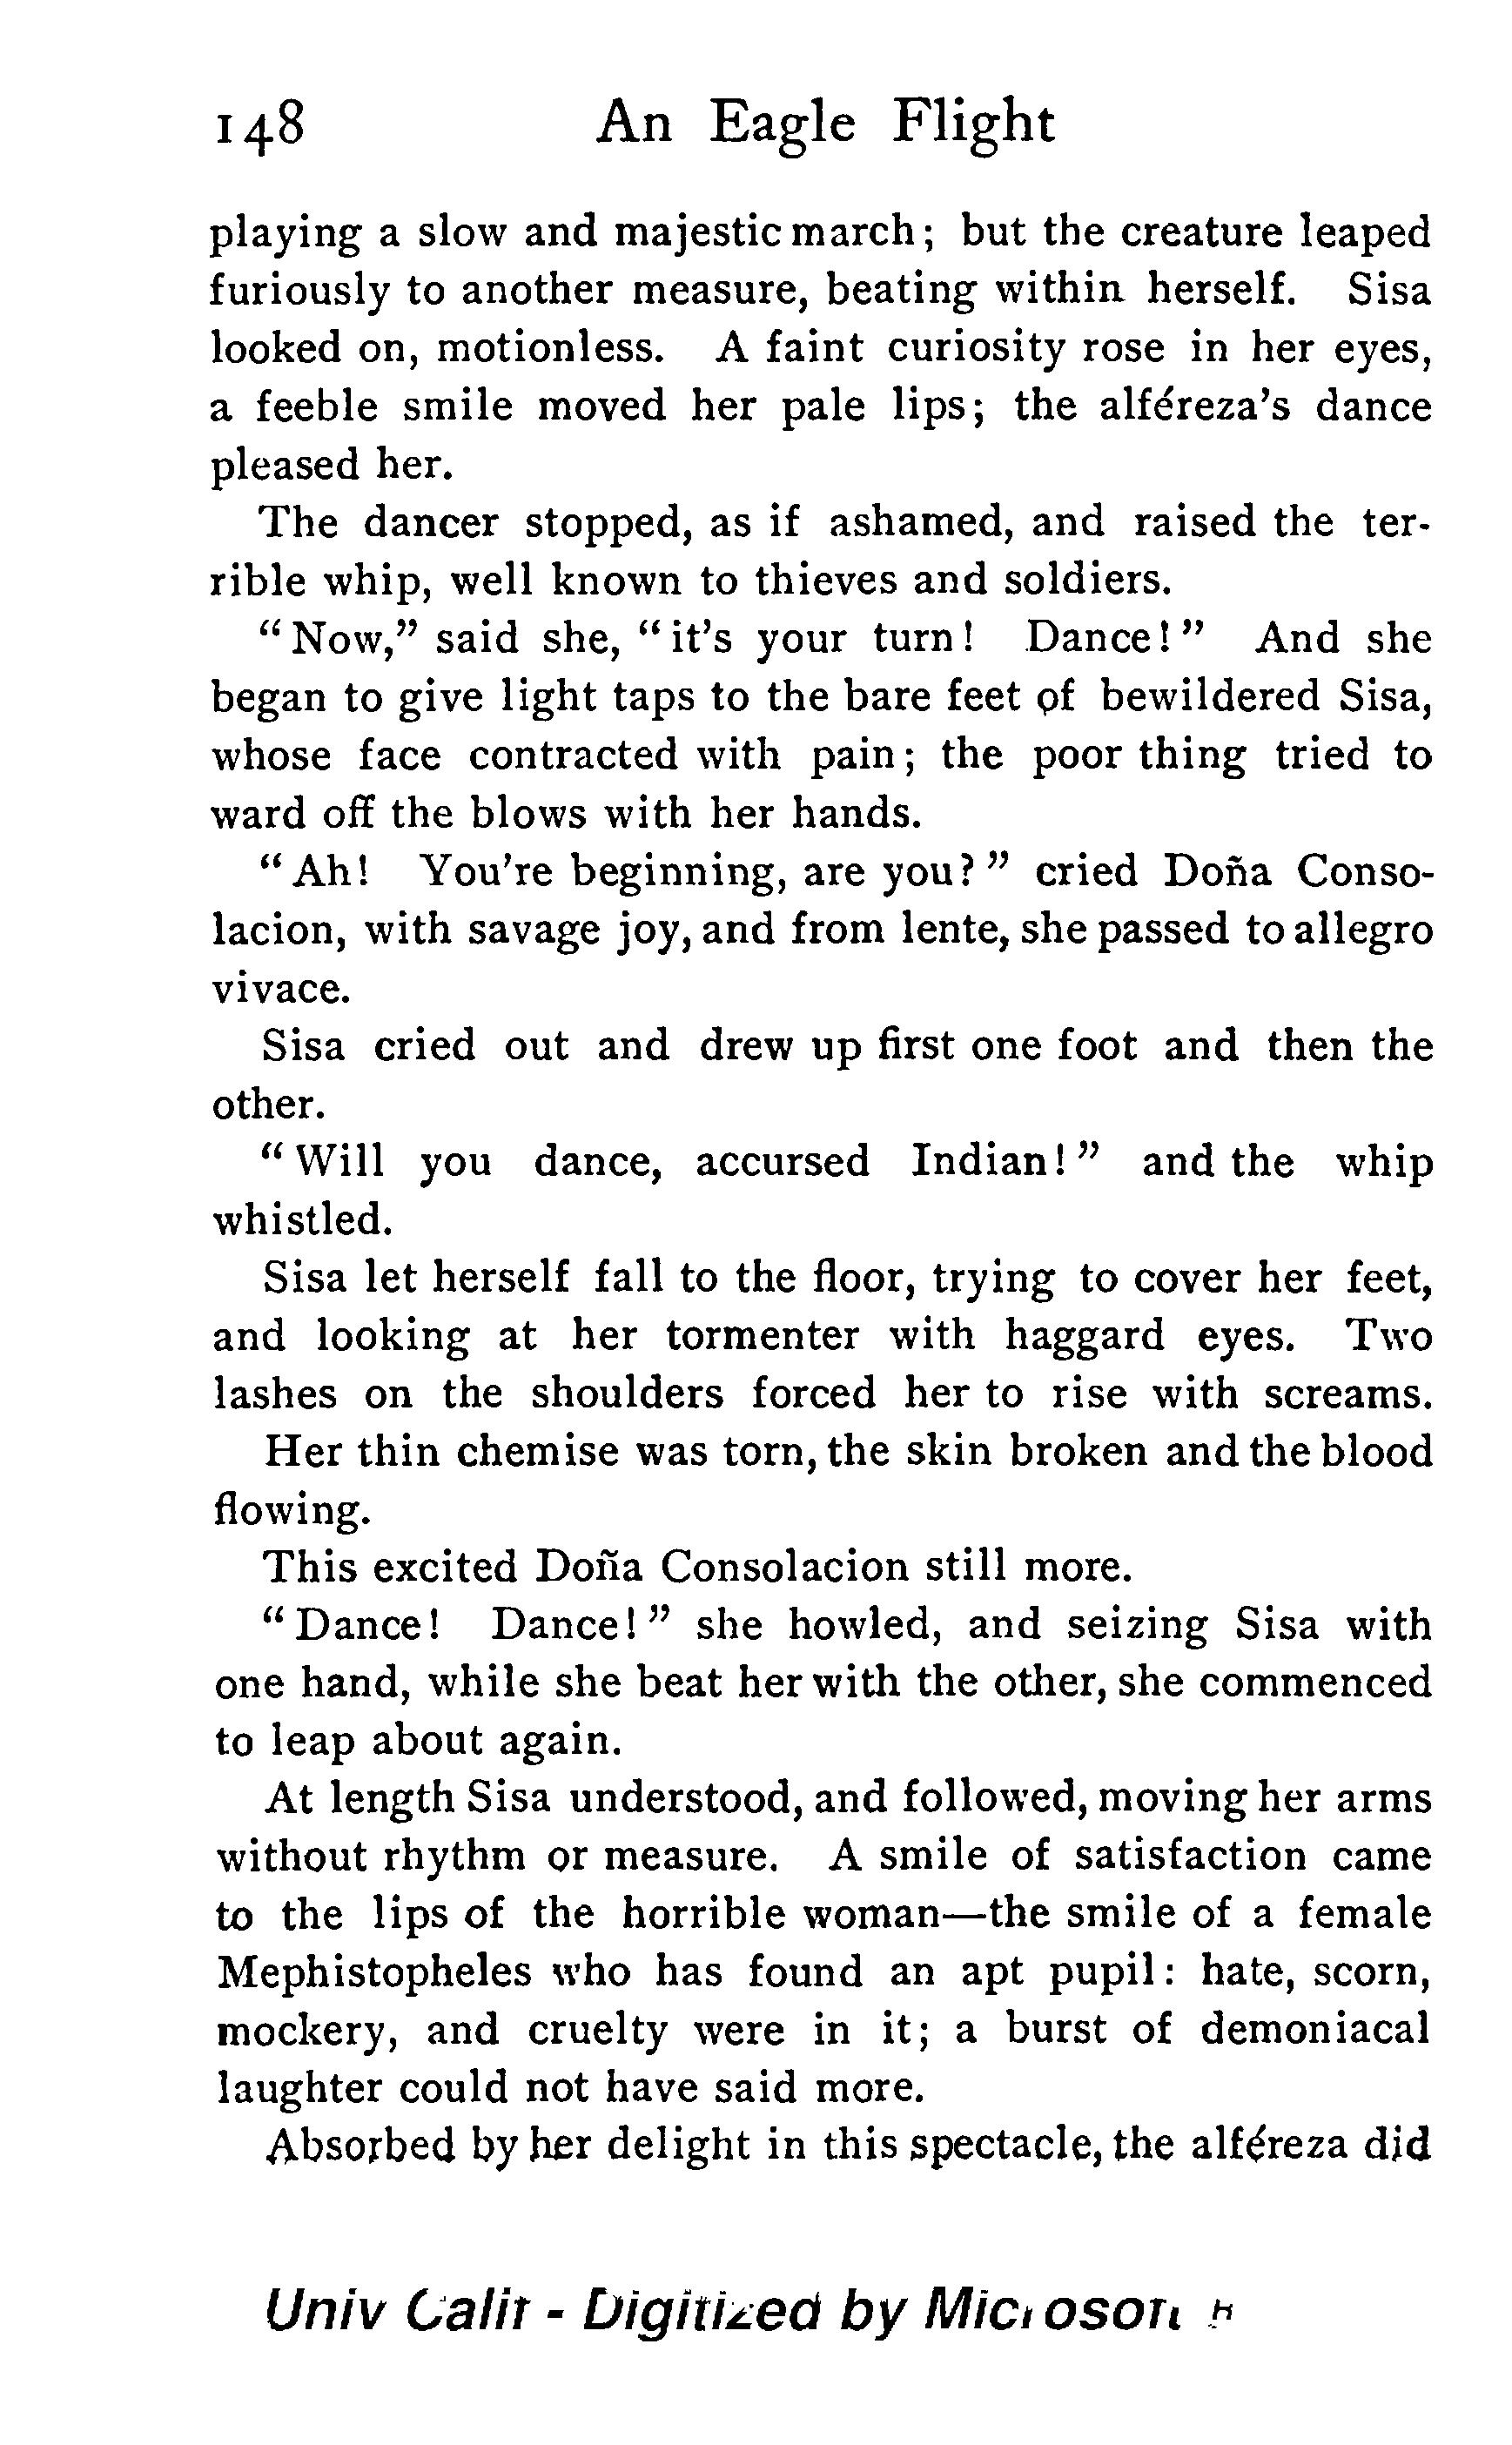 148 An Eagle Flight
playing a slow and majestic march; but the creature leaped
furiously to another measure, beating within herself. Sisa
looked on, motionless. A faint curiosity rose in her eyes,
a feeble smile moved her pale lips; the alféreza's dance
pleased her.
The dancer stopped, as if ashamed, and raised the ter-
rible whip, well known to thieves and soldiers.
"Now," said she, "it's your turn! Dance!" And she
began to give light taps to the bare feet of bewildered Sisa,
whose face contracted with pain; the poor thing tried to
ward off the blows with her hands.
"Ah! You're beginning, are you?" cried Doña Conso-
lacion, with savage joy, and from lente, she passed to allegro
vivace.
Sisa cried out and drew up first one foot and then the
other.
"Will you dance, accursed Indian!" and the whip
whistled.
Sisa let herself fall to the floor, trying to cover her feet,
and looking at her tormenter with haggard eyes. Two
lashes on the shoulders forced her to rise with screams.
Her thin chemise was torn, the skin broken and the blood
flowing.
This excited Doña Consolacion still more.
"Dance! Dance!" she howled, and seizing Sisa with
one hand, while she beat her with the other, she commenced
to leap about again.
At length Sisa understood, and followed, moving her arms
without rhythm or measure. A smile of satisfaction came
to the lips of the horrible woman—the smile of a female
Mephistopheles who has found an apt pupil: hate, scorn,
mockery, and cruelty were in it; a burst of demoniacal
laughter could not have said more.
Absorbed by her delight in this spectacle, the alféreza did
Univ Calif - Digitized by Microsoft ®